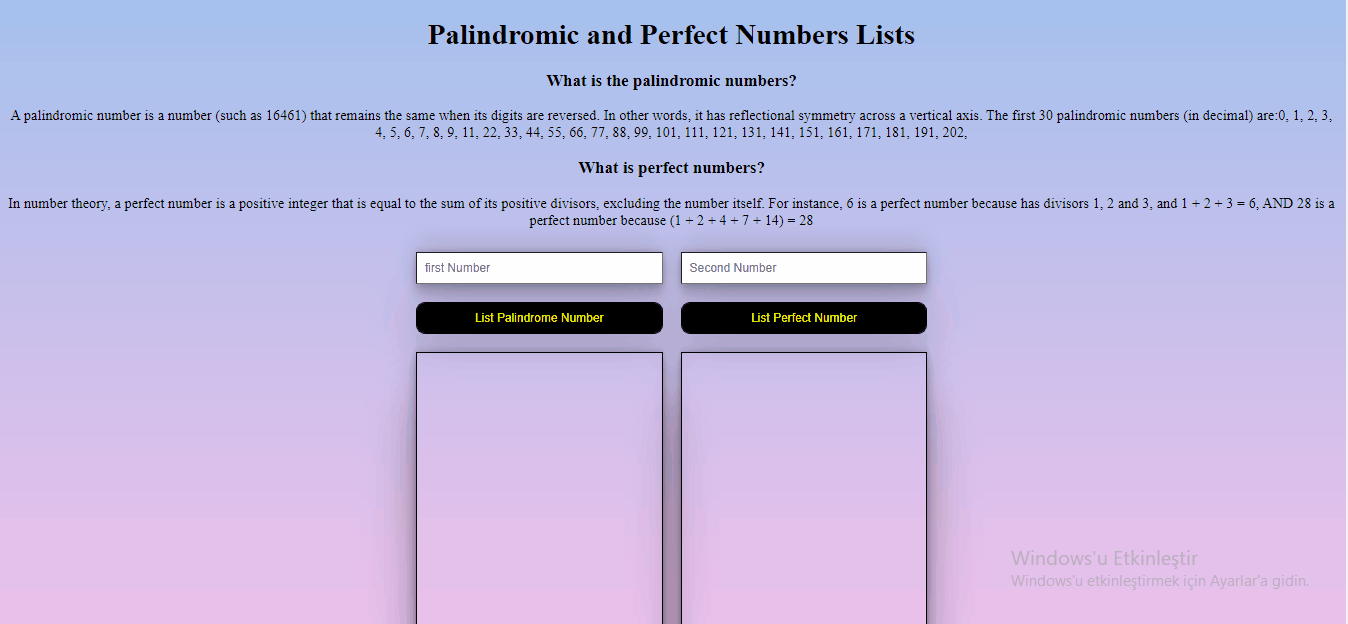 Palindromic and Perfect Numbers Lists
What is the palindromic numbers?
A palindromic number is a number (such as 16461) that remains the same when its digits are reversed. In other words, it has reflectional symmetry across a vertical axis. The first 30 palindromic numbers (in decimal) are:0, 1, 2, 3,
4, 5, 6, 7, 8, 9, 11, 22, 33, 44, 55, 66, 77, 88, 99, 101, 111, 121, 131, 141, 151, 161, 171, 181, 191, 202,
What is perfect numbers?
In number theory, a perfect number is a positive integer that is equal to the sum of its positive divisors, excluding the number itself. For instance, 6 is a perfect number because has divisors 1, 2 and 3, and 1 + 2 + 3 = 6, AND 28 is a
perfect number because (1 + 2 + 4 + 7 + 14) = 28
first Number
Second Number
List Palindrome Number
List Perfect Number
Windows'u Etkinleştir
Windows'u etkinleştirmek için Ayarlar'a gidin.